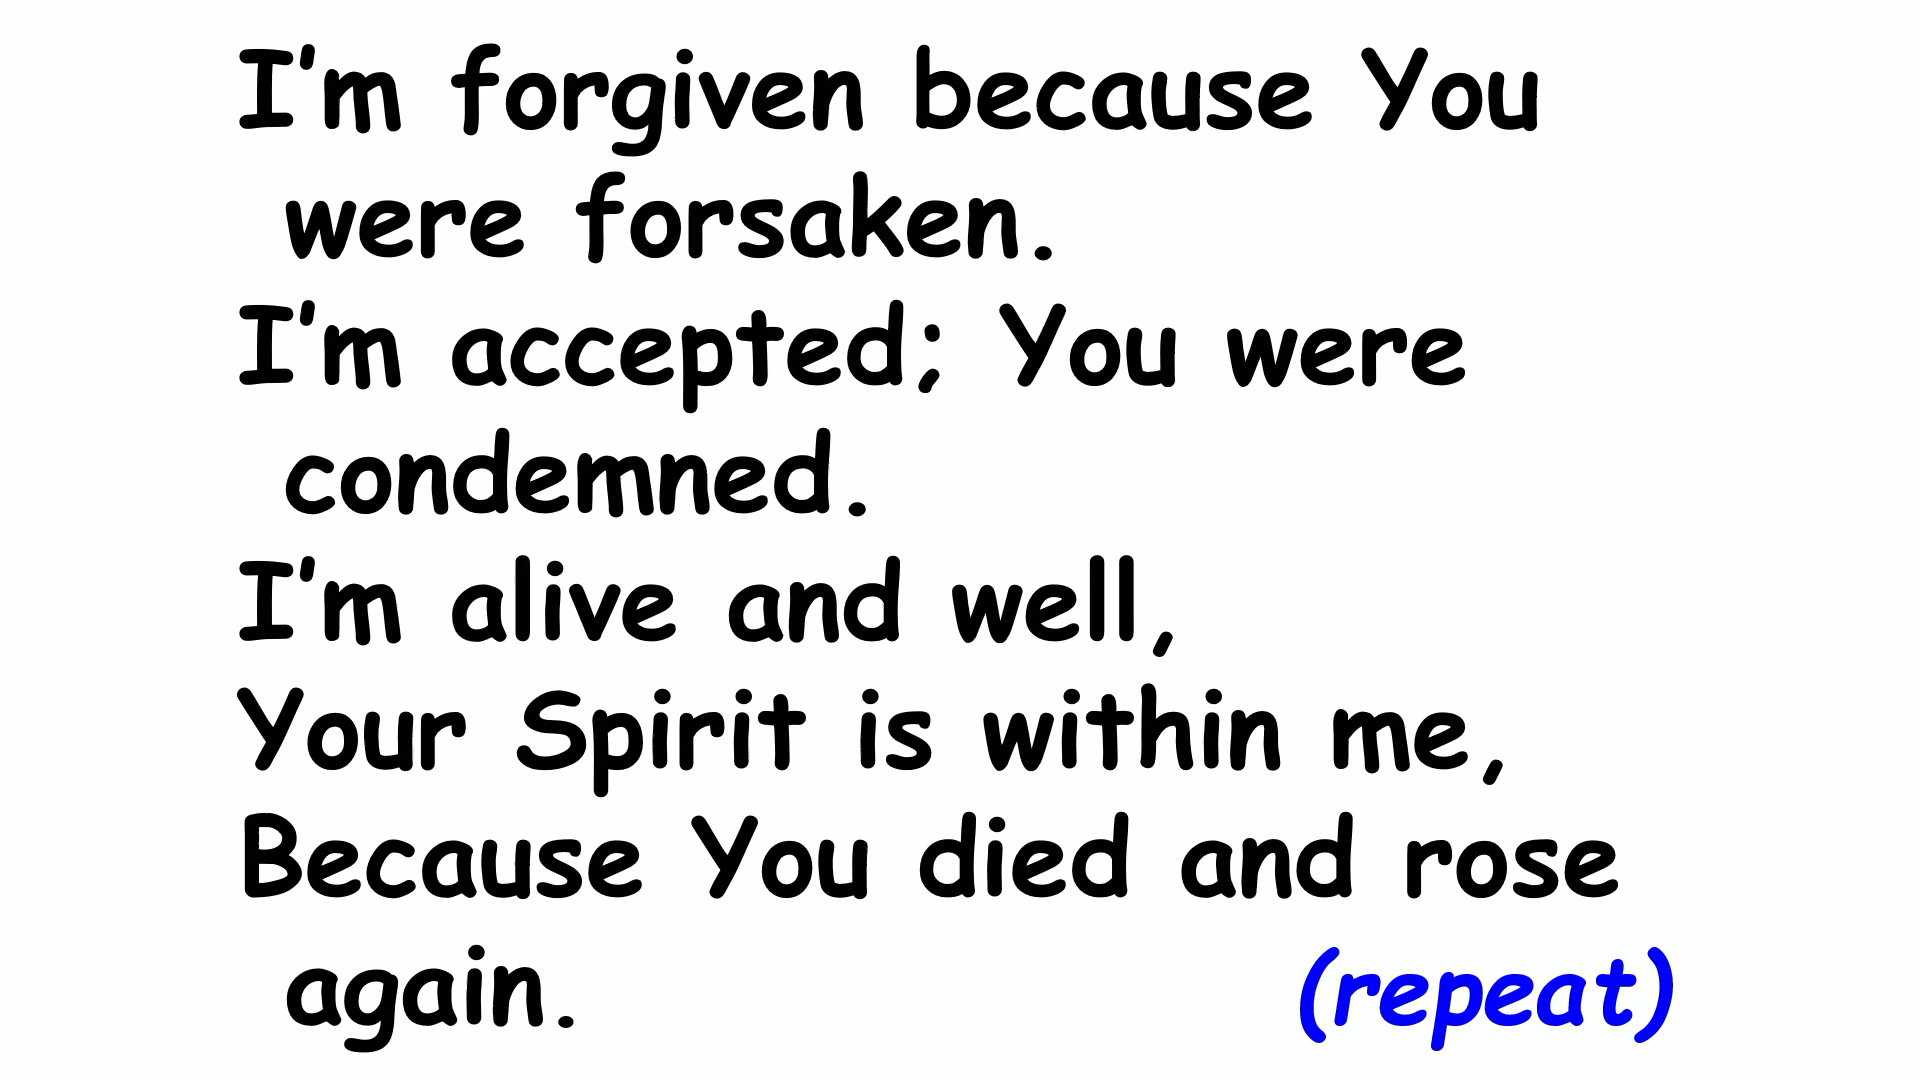 I’m forgiven because You
were forsaken.
I’m accepted; You were
condemned.
I’m alive and well,
Your Spirit is within me,
Because You died and rose
again. (repeat)